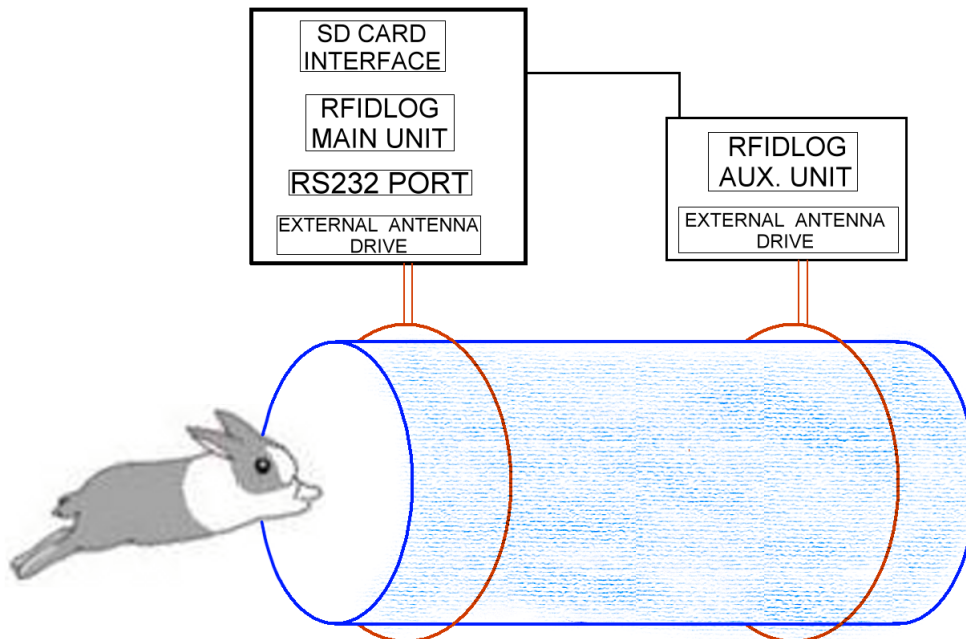 SD CARD
INTERFACE
RFIDLOG
MAIN UNIT
RS232 PORT
EXTERNAL ANTENNA
DRIVE
RFIDLOG
AUX. UNIT
EXTERNAL ANTENNA
DRIVE